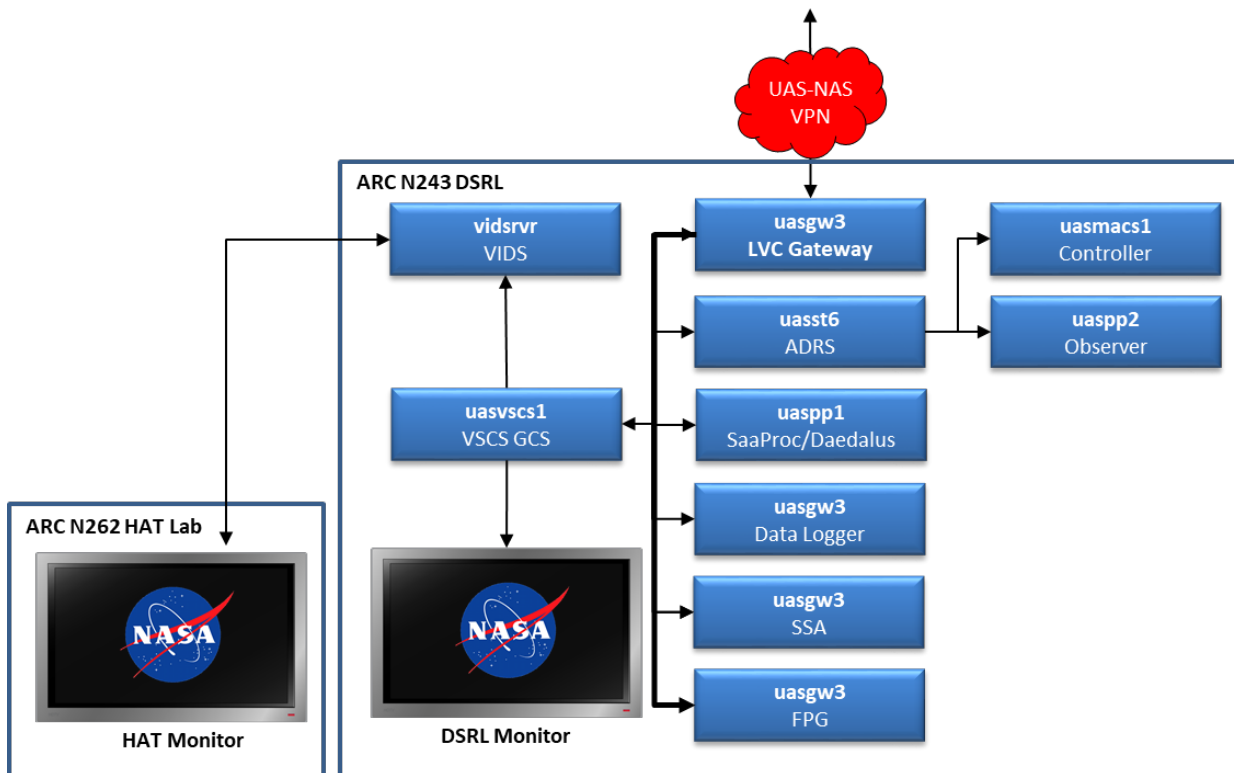 UAS-NAS
VPN
ARC N243 DSRL
vidsrvr
VIDS
uasgw3
LVC Gateway
uasmacs1
Controller
uasst6
ADRS
uaspp2
Observer
uasvscs1
VSCS GCS
uaspp1
SaaProc/Daedalus
uasgw3
Data Logger
uasgw3
SSA
uasgw3
FPG
NASA
DSRL Monitor
ARC N262 HAT Lab
NASA
HAT Monitor